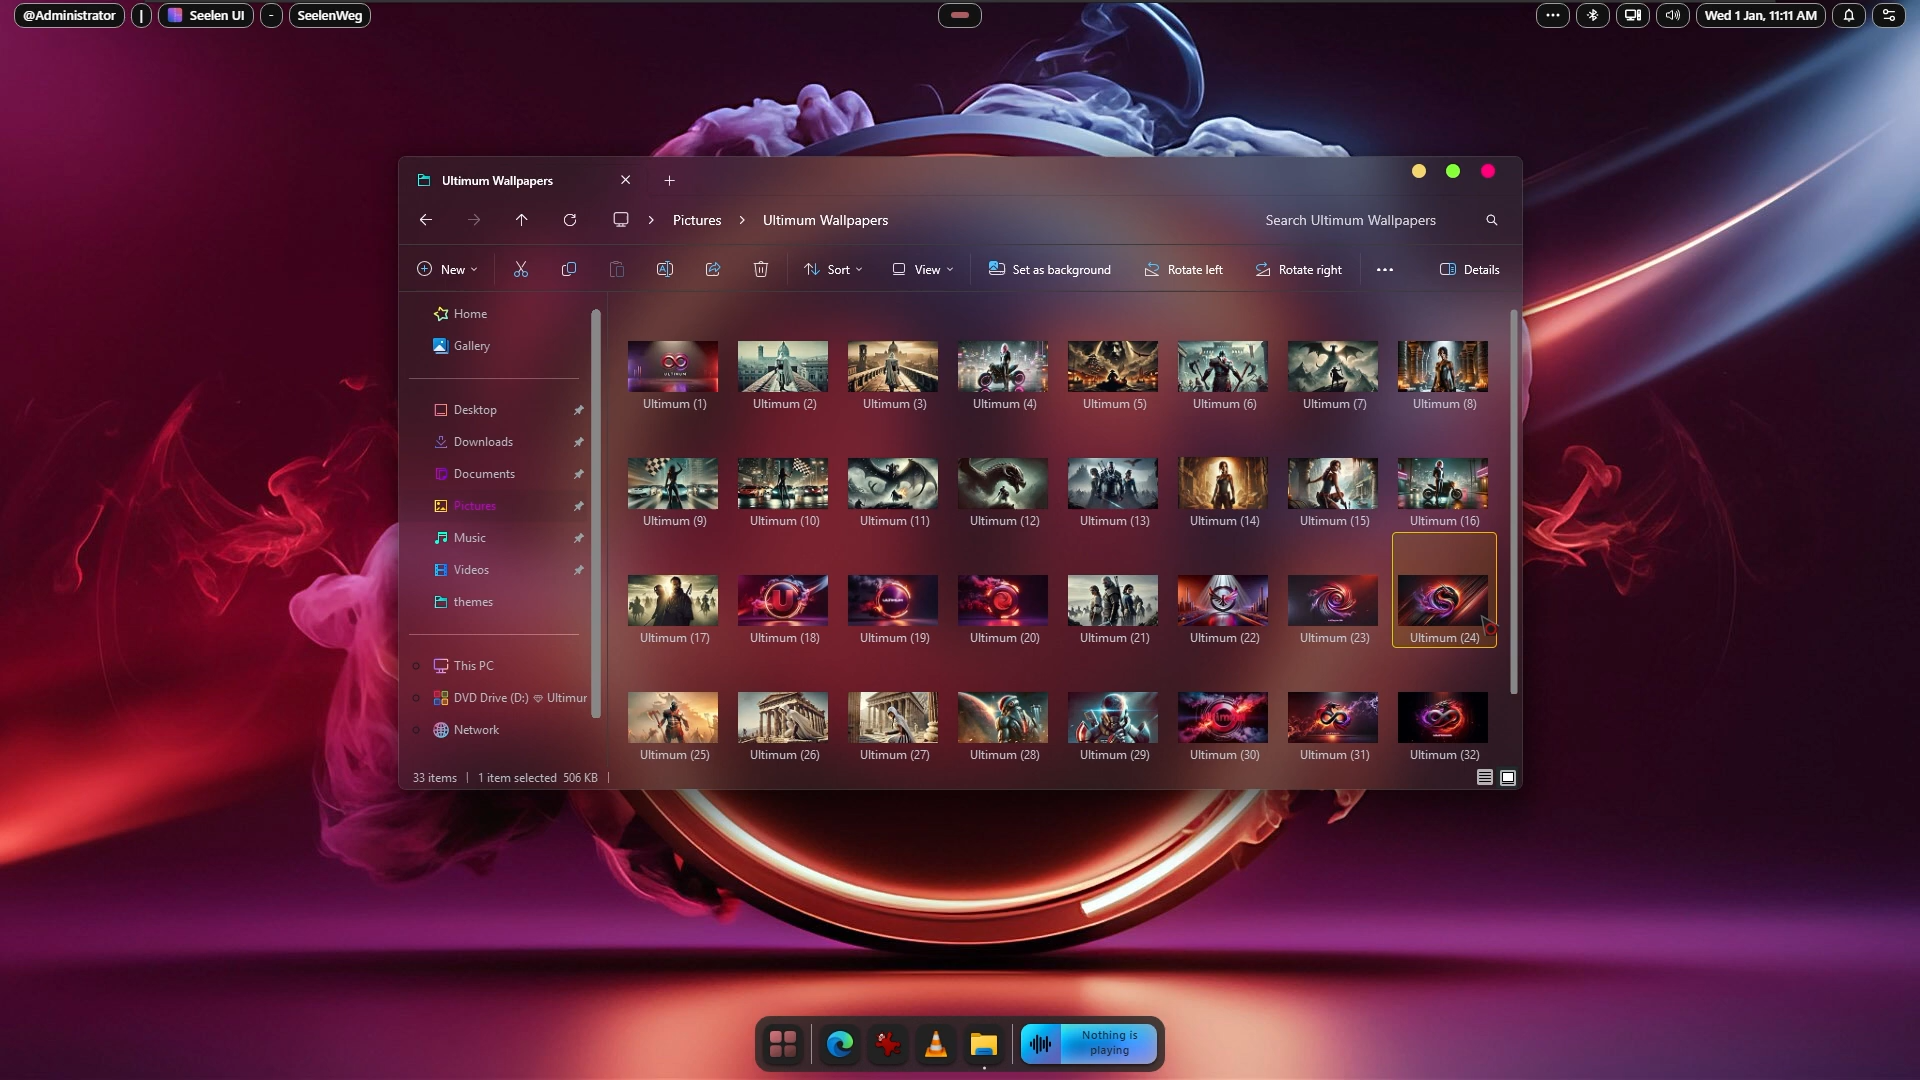 @Administrator | Seelen UI - SeelenWeg
Wed 1 Jan, 11:11 AM
Ultimum Wallpapers
Pictures > Ultimum Wallpapers
Search Ultimum Wallpapers
New Sort View Set as background Rotate left Rotate right Details
Home
Gallery
Desktop
Downloads
Documents
Pictures
Music
Videos
themes
This PC
DVD Drive (D:) Ultimur
Network
ULTIMUM
Ultimum (1) Ultimum (2) Ultimum (3) Ultimum (4) Ultimum (5) Ultimum (6) Ultimum (7) Ultimum (8)
Ultimum (9) Ultimum (10) Ultimum (11) Ultimum (12) Ultimum (13) Ultimum (14) Ultimum (15) Ultimum (16)
Ultimum (17) Ultimum (18) Ultimum (19) Ultimum (20) Ultimum (21) Ultimum (22) Ultimum (23) Ultimum (24)
Ultimum (25) Ultimum (26) Ultimum (27) Ultimum (28) Ultimum (29) Ultimum (30) Ultimum (31) Ultimum (32)
33 items | 1 item selected 506 KB |
Nothing is
playing